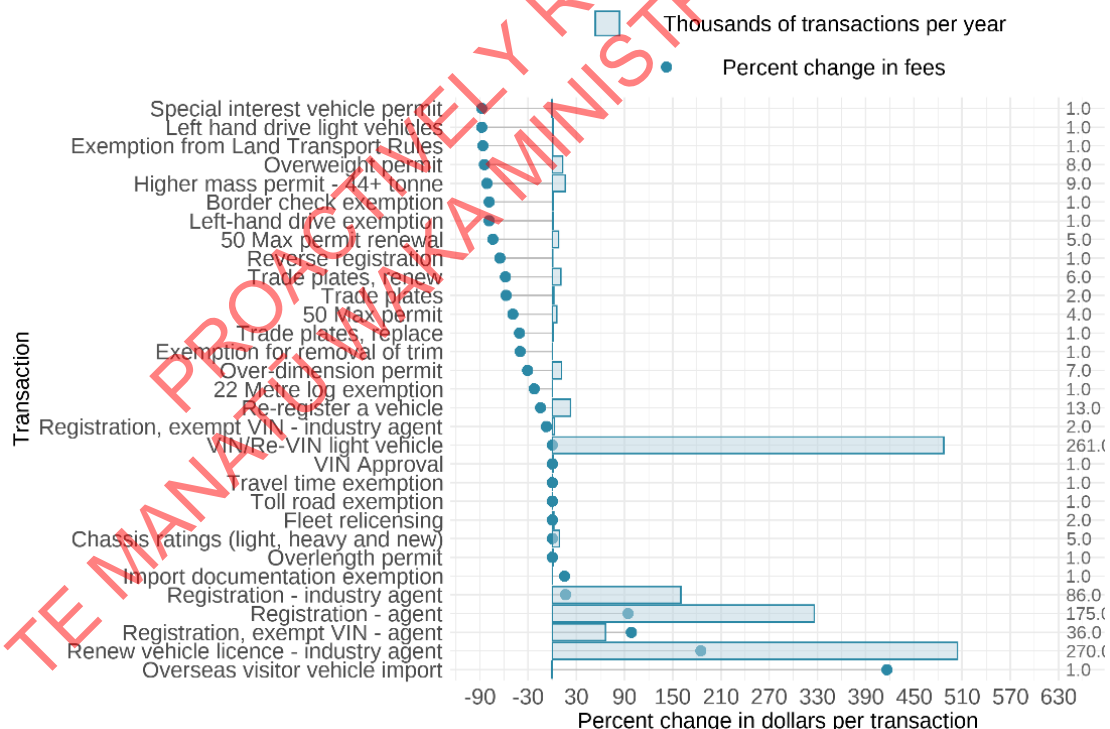 Thousands of transactions per year
Percent change in fees
Special interest vehicle permit 1.0
Left hand drive light vehicles 1.0
Exemption from Land Transport Rules 1.0
Overweight permit 8.0
Higher mass permit - 44+ tonne 9.0
Border check exemption 1.0
Left-hand drive exemption 1.0
50 Max permit renewal 5.0
Reverse registration 1.0
Trade plates, renew 6.0
Trade plates 2.0
50 Max permit 4.0
Trade plates, replace 1.0
Exemption for removal of trim 1.0
Over-dimension permit 7.0
22 Metre log exemption 1.0
Re-register a vehicle 13.0
Registration, exempt VIN - industry agent 2.0
VIN/Re-VIN light vehicle 261.0
VIN Approval 1.0
Travel time exemption 1.0
Toll road exemption 1.0
Fleet relicensing 2.0
Chassis ratings (light, heavy and new) 5.0
Overlength permit 1.0
Import documentation exemption 1.0
Registration - industry agent 86.0
Registration - agent 175.0
Registration, exempt VIN - agent 36.0
Renew vehicle licence - industry agent 270.0
Overseas visitor vehicle import 1.0
-90 -30 30 90 150 210 270 330 390 450 510 570 630
Percent change in dollars per transaction
Transaction
PROACTIVELY R
TE MANATŪ WAKA MINISTR